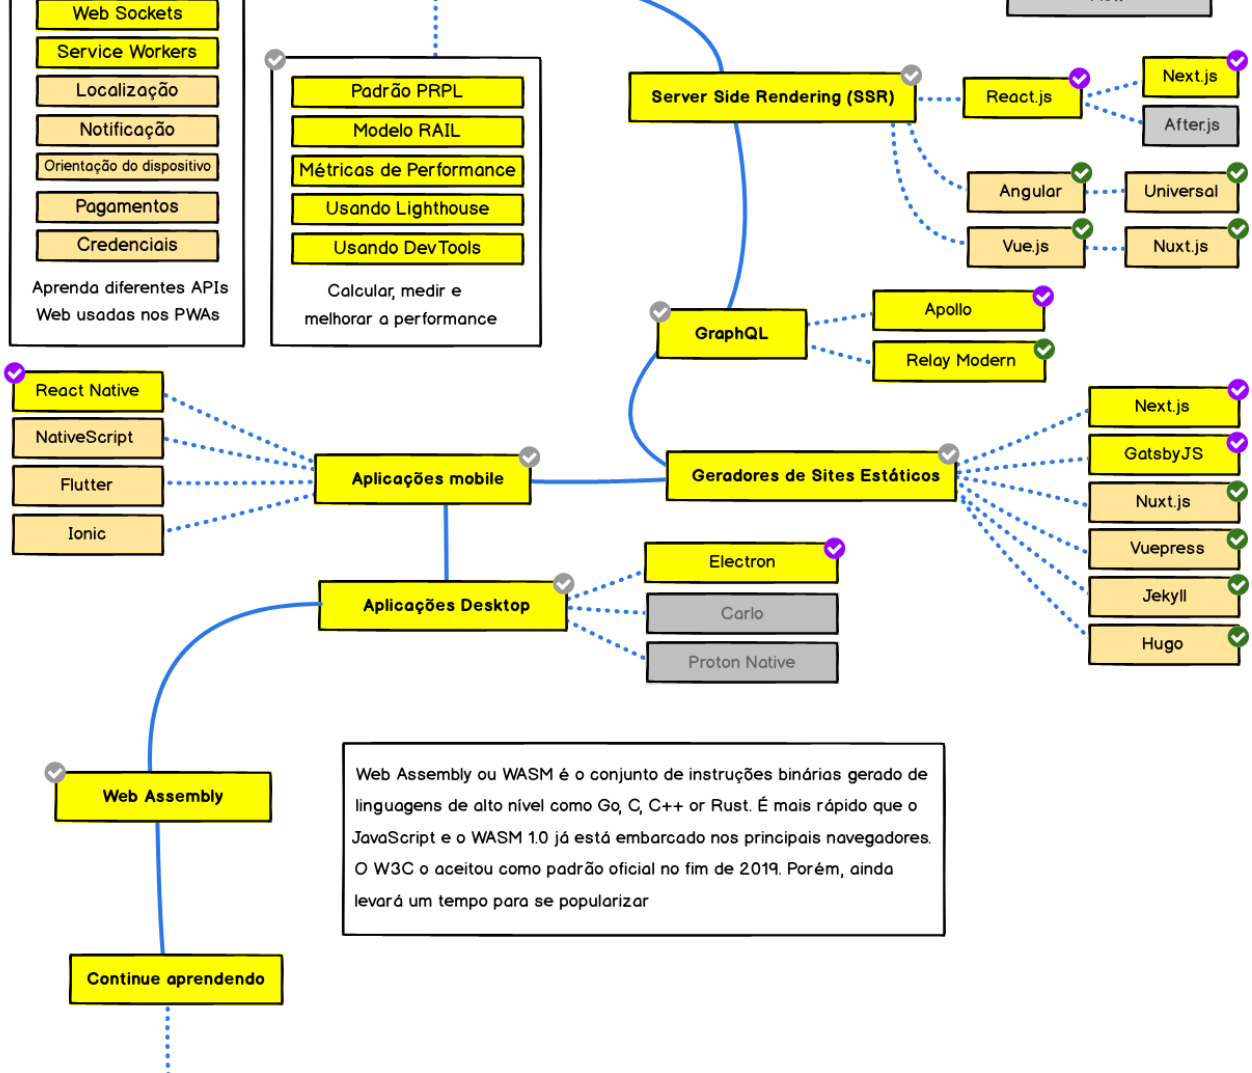 Web Sockets
Service Workers
Localização
Notificação
Orientação do dispositivo
Pagamentos
Credenciais
Aprenda diferentes APIs
Web usadas nos PWAs
Padrão PRPL
Modelo RAIL
Métricas de Performance
Usando Lighthouse
Usando DevTools
Calcular, medir e
melhorar a performance
Server Side Rendering (SSR)
React.js
Next.js
After.js
Angular
Universal
Vue.js
Nuxt.js
GraphQL
Apollo
Relay Modern
Geradores de Sites Estáticos
Next.js
GatsbyJS
Nuxt.js
Vuepress
Jekyll
Hugo
Aplicações mobile
React Native
NativeScript
Flutter
Ionic
Aplicações Desktop
Electron
Carlo
Proton Native
Web Assembly
Web Assembly ou WASM é o conjunto de instruções binárias gerado de
linguagens de alto nível como Go, C, C++ or Rust. É mais rápido que o
JavaScript e o WASM 1.0 já está embarcado nos principais navegadores.
O W3C o aceitou como padrão oficial no fim de 2019. Porém, ainda
levará um tempo para se popularizar
Continue aprendendo